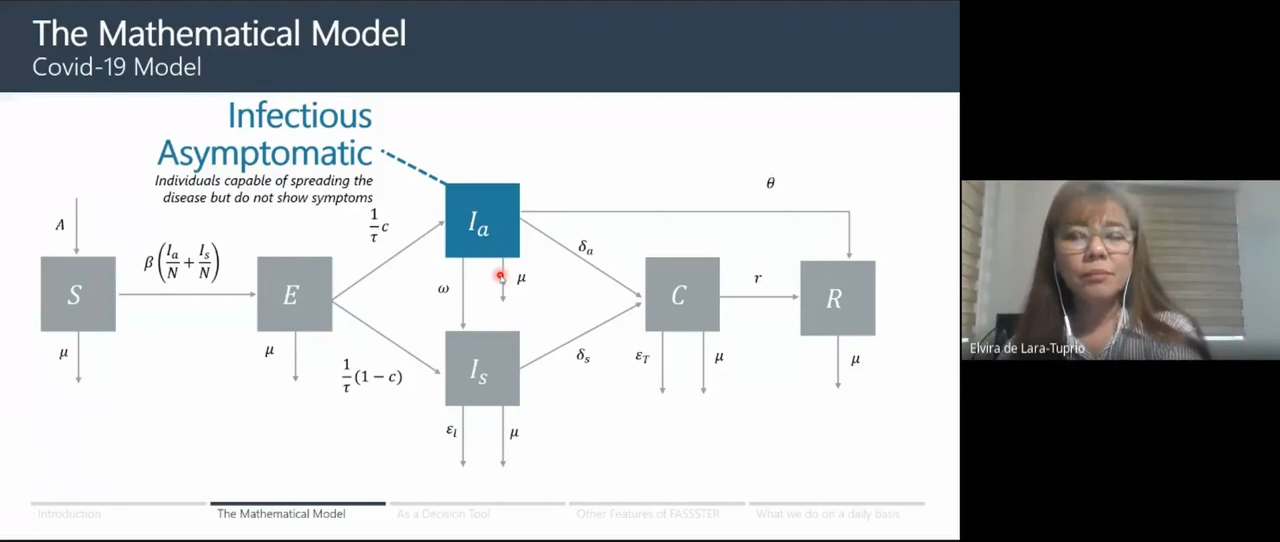 The Mathematical Model
Covid-19 Model
Infectious
Asymptomatic
Individuals capable of spreading the
disease but do not show symptoms
Λ
β(I_a/N + I_s/N)
1/τ c
1/τ (1 − c)
S
E
I_a
I_s
C
R
θ
δ_a
δ_s
ω
μ
r
μ
μ
ε_I
μ
ε_T
μ
μ
Introduction
The Mathematical Model
As a Decision Tool
Other Features of FASSSTER
What we do on a daily basis
Elvira de Lara-Tuprio